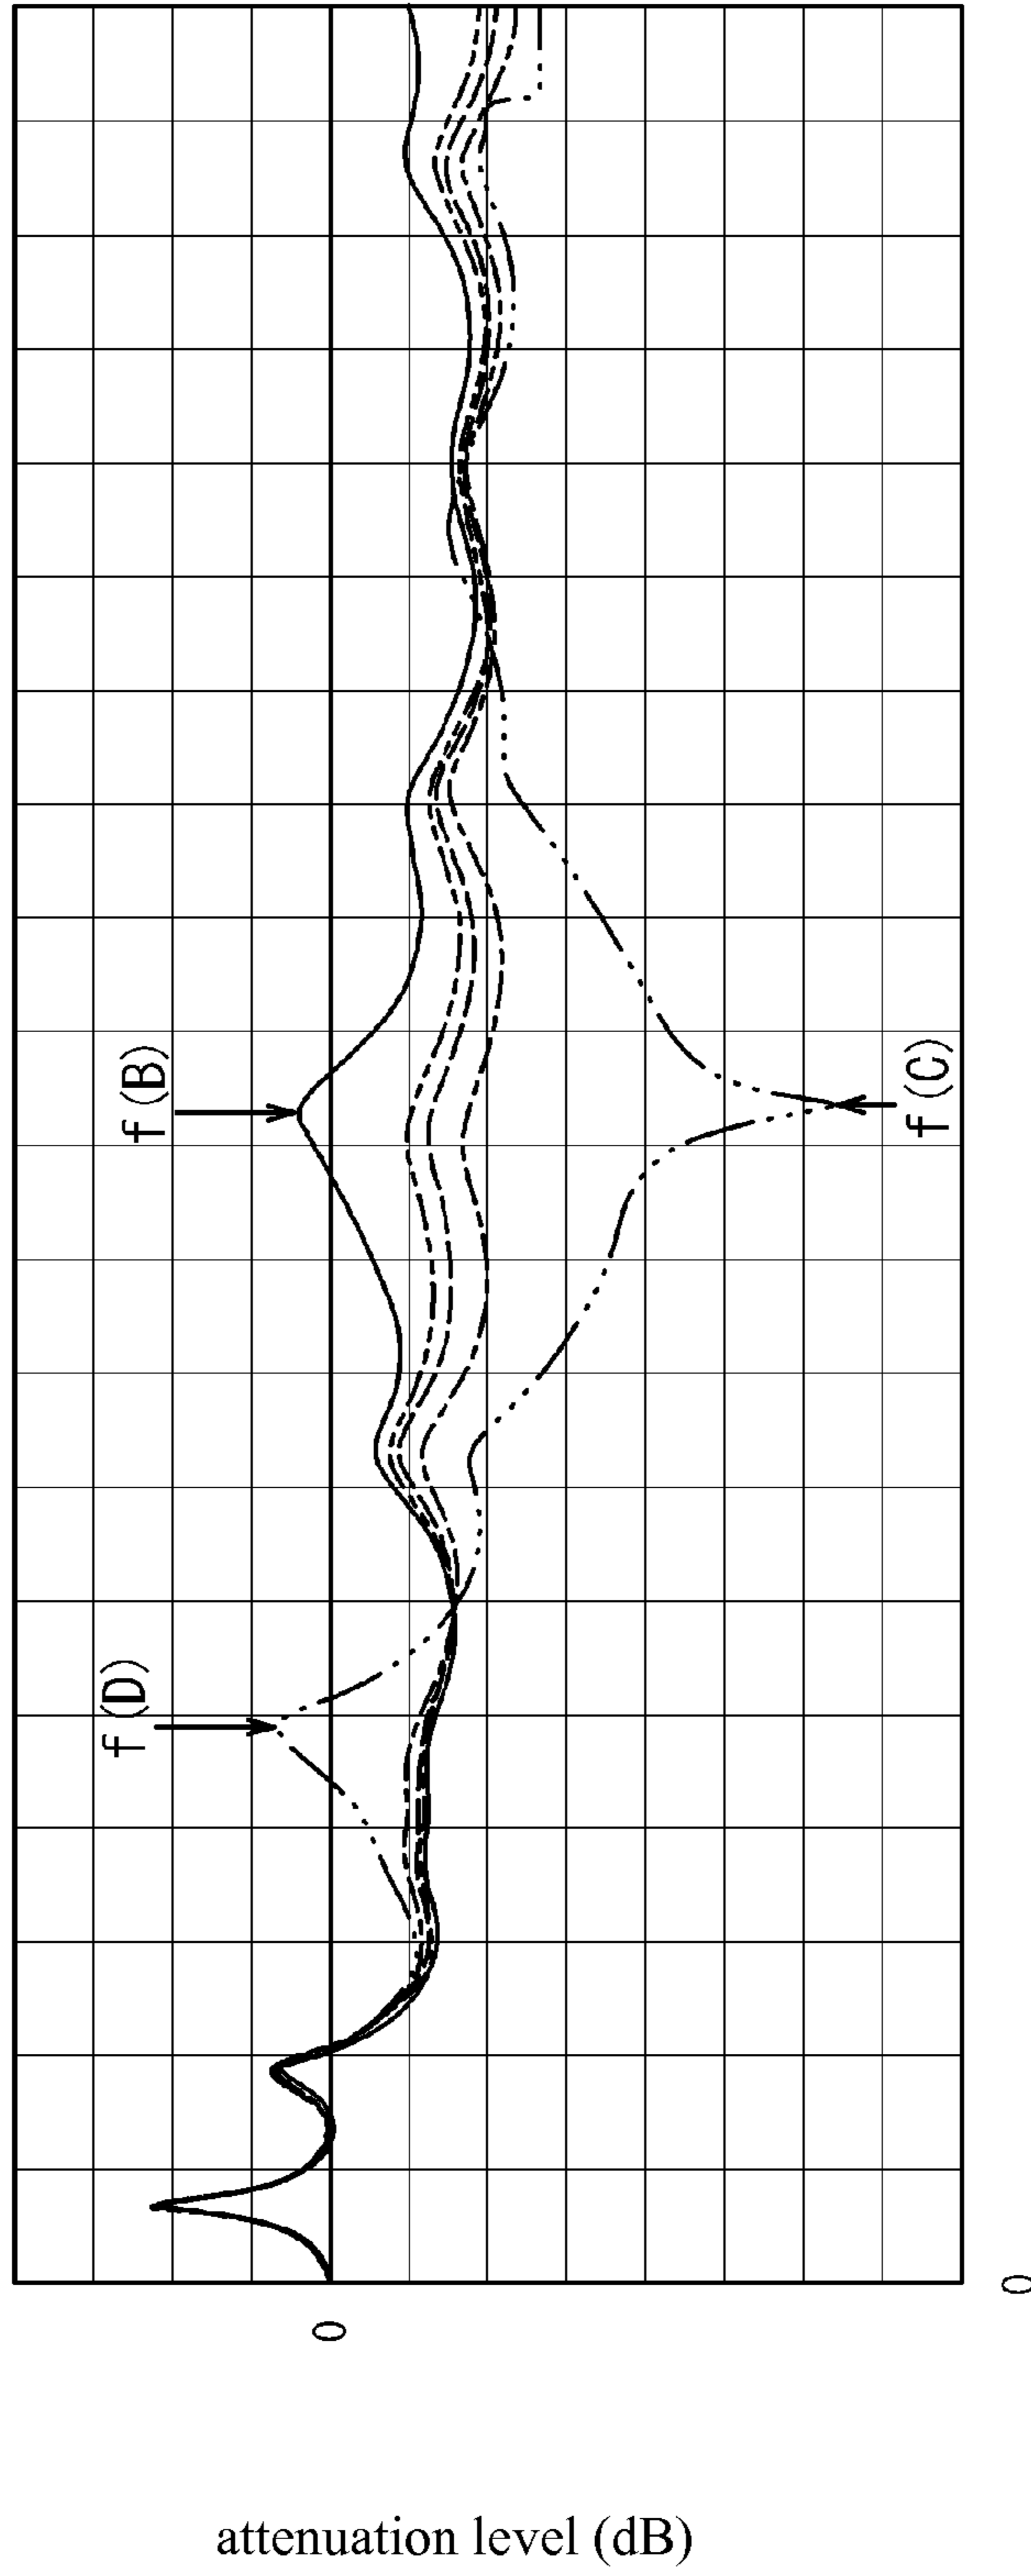 f(B)
f(D)
f(C)
0
0
attenuation level (dB)